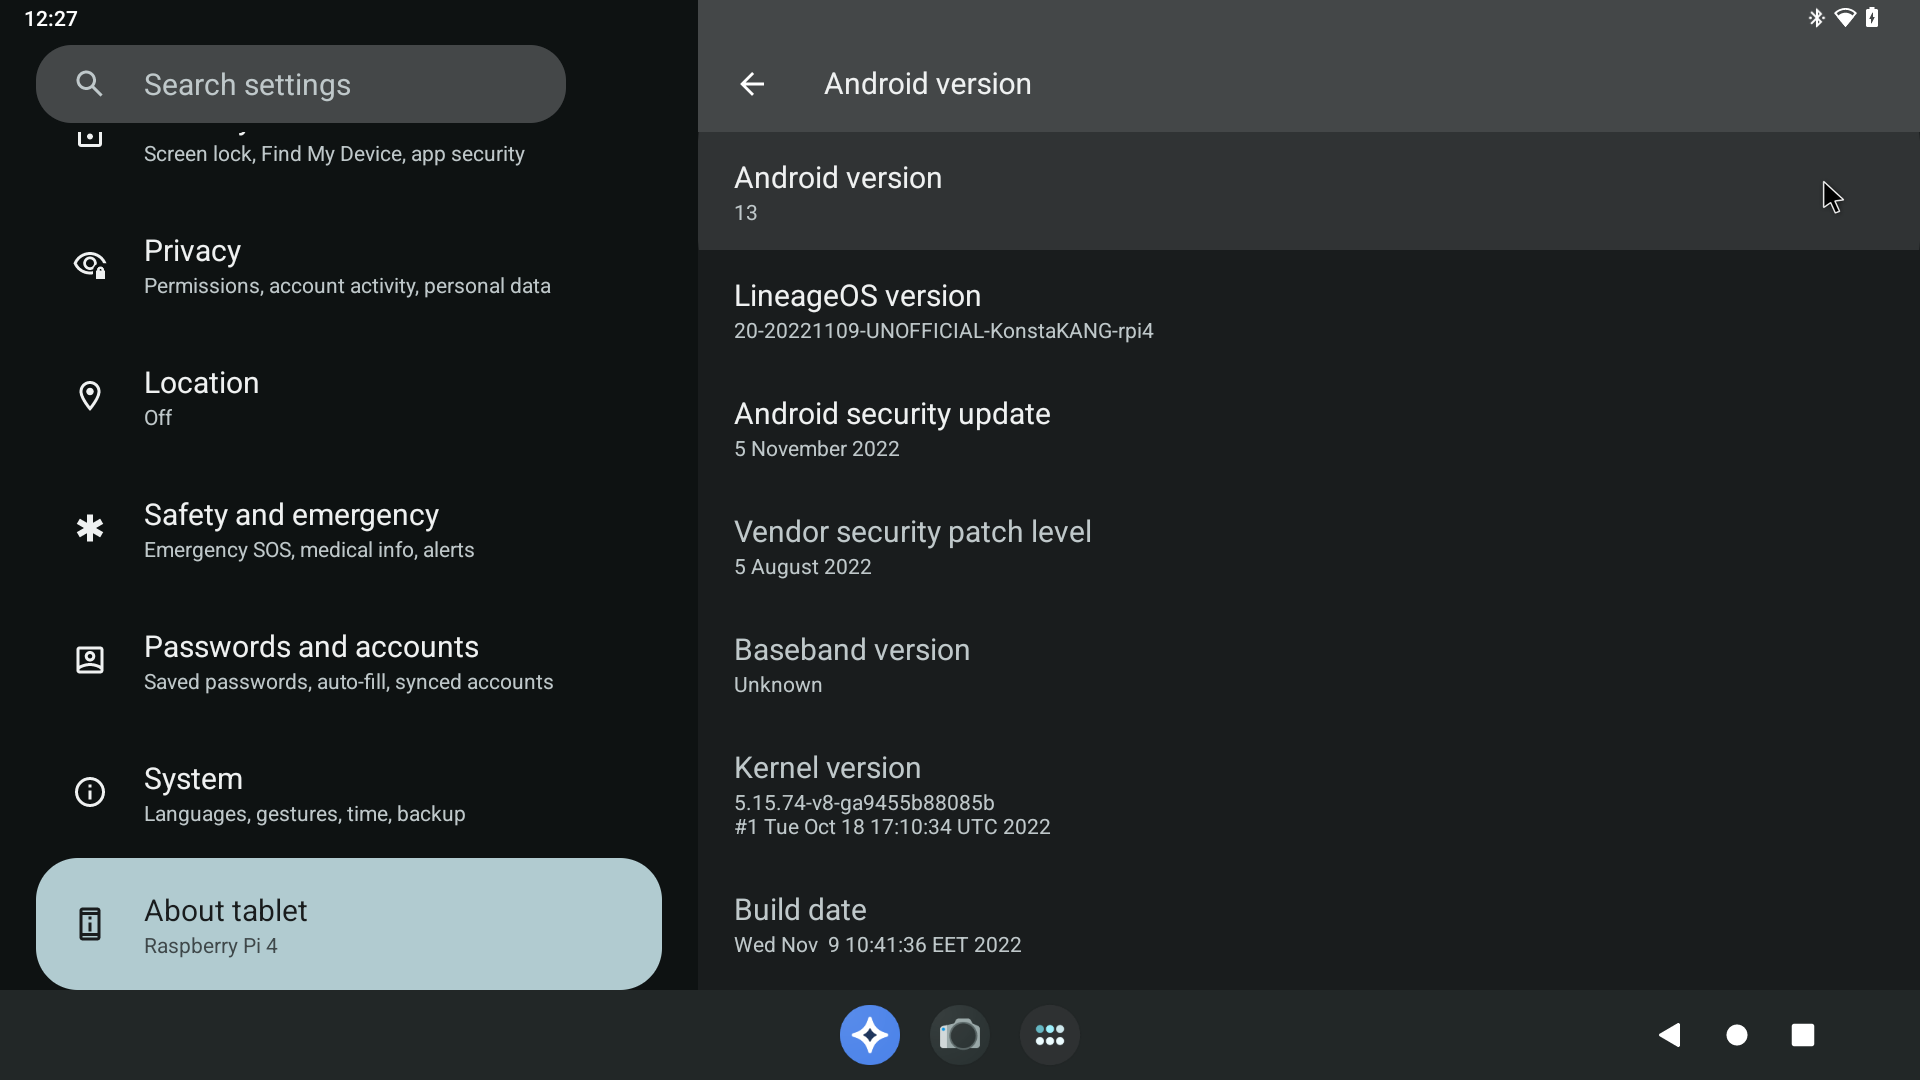 12:27
Search settings
Screen lock, Find My Device, app security
Privacy
Permissions, account activity, personal data
Location
Off
Safety and emergency
Emergency SOS, medical info, alerts
Passwords and accounts
Saved passwords, auto-fill, synced accounts
System
Languages, gestures, time, backup
About tablet
Raspberry Pi 4
Android version
Android version
13
LineageOS version
20-20221109-UNOFFICIAL-KonstaKANG-rpi4
Android security update
5 November 2022
Vendor security patch level
5 August 2022
Baseband version
Unknown
Kernel version
5.15.74-v8-ga9455b88085b
#1 Tue Oct 18 17:10:34 UTC 2022
Build date
Wed Nov  9 10:41:36 EET 2022